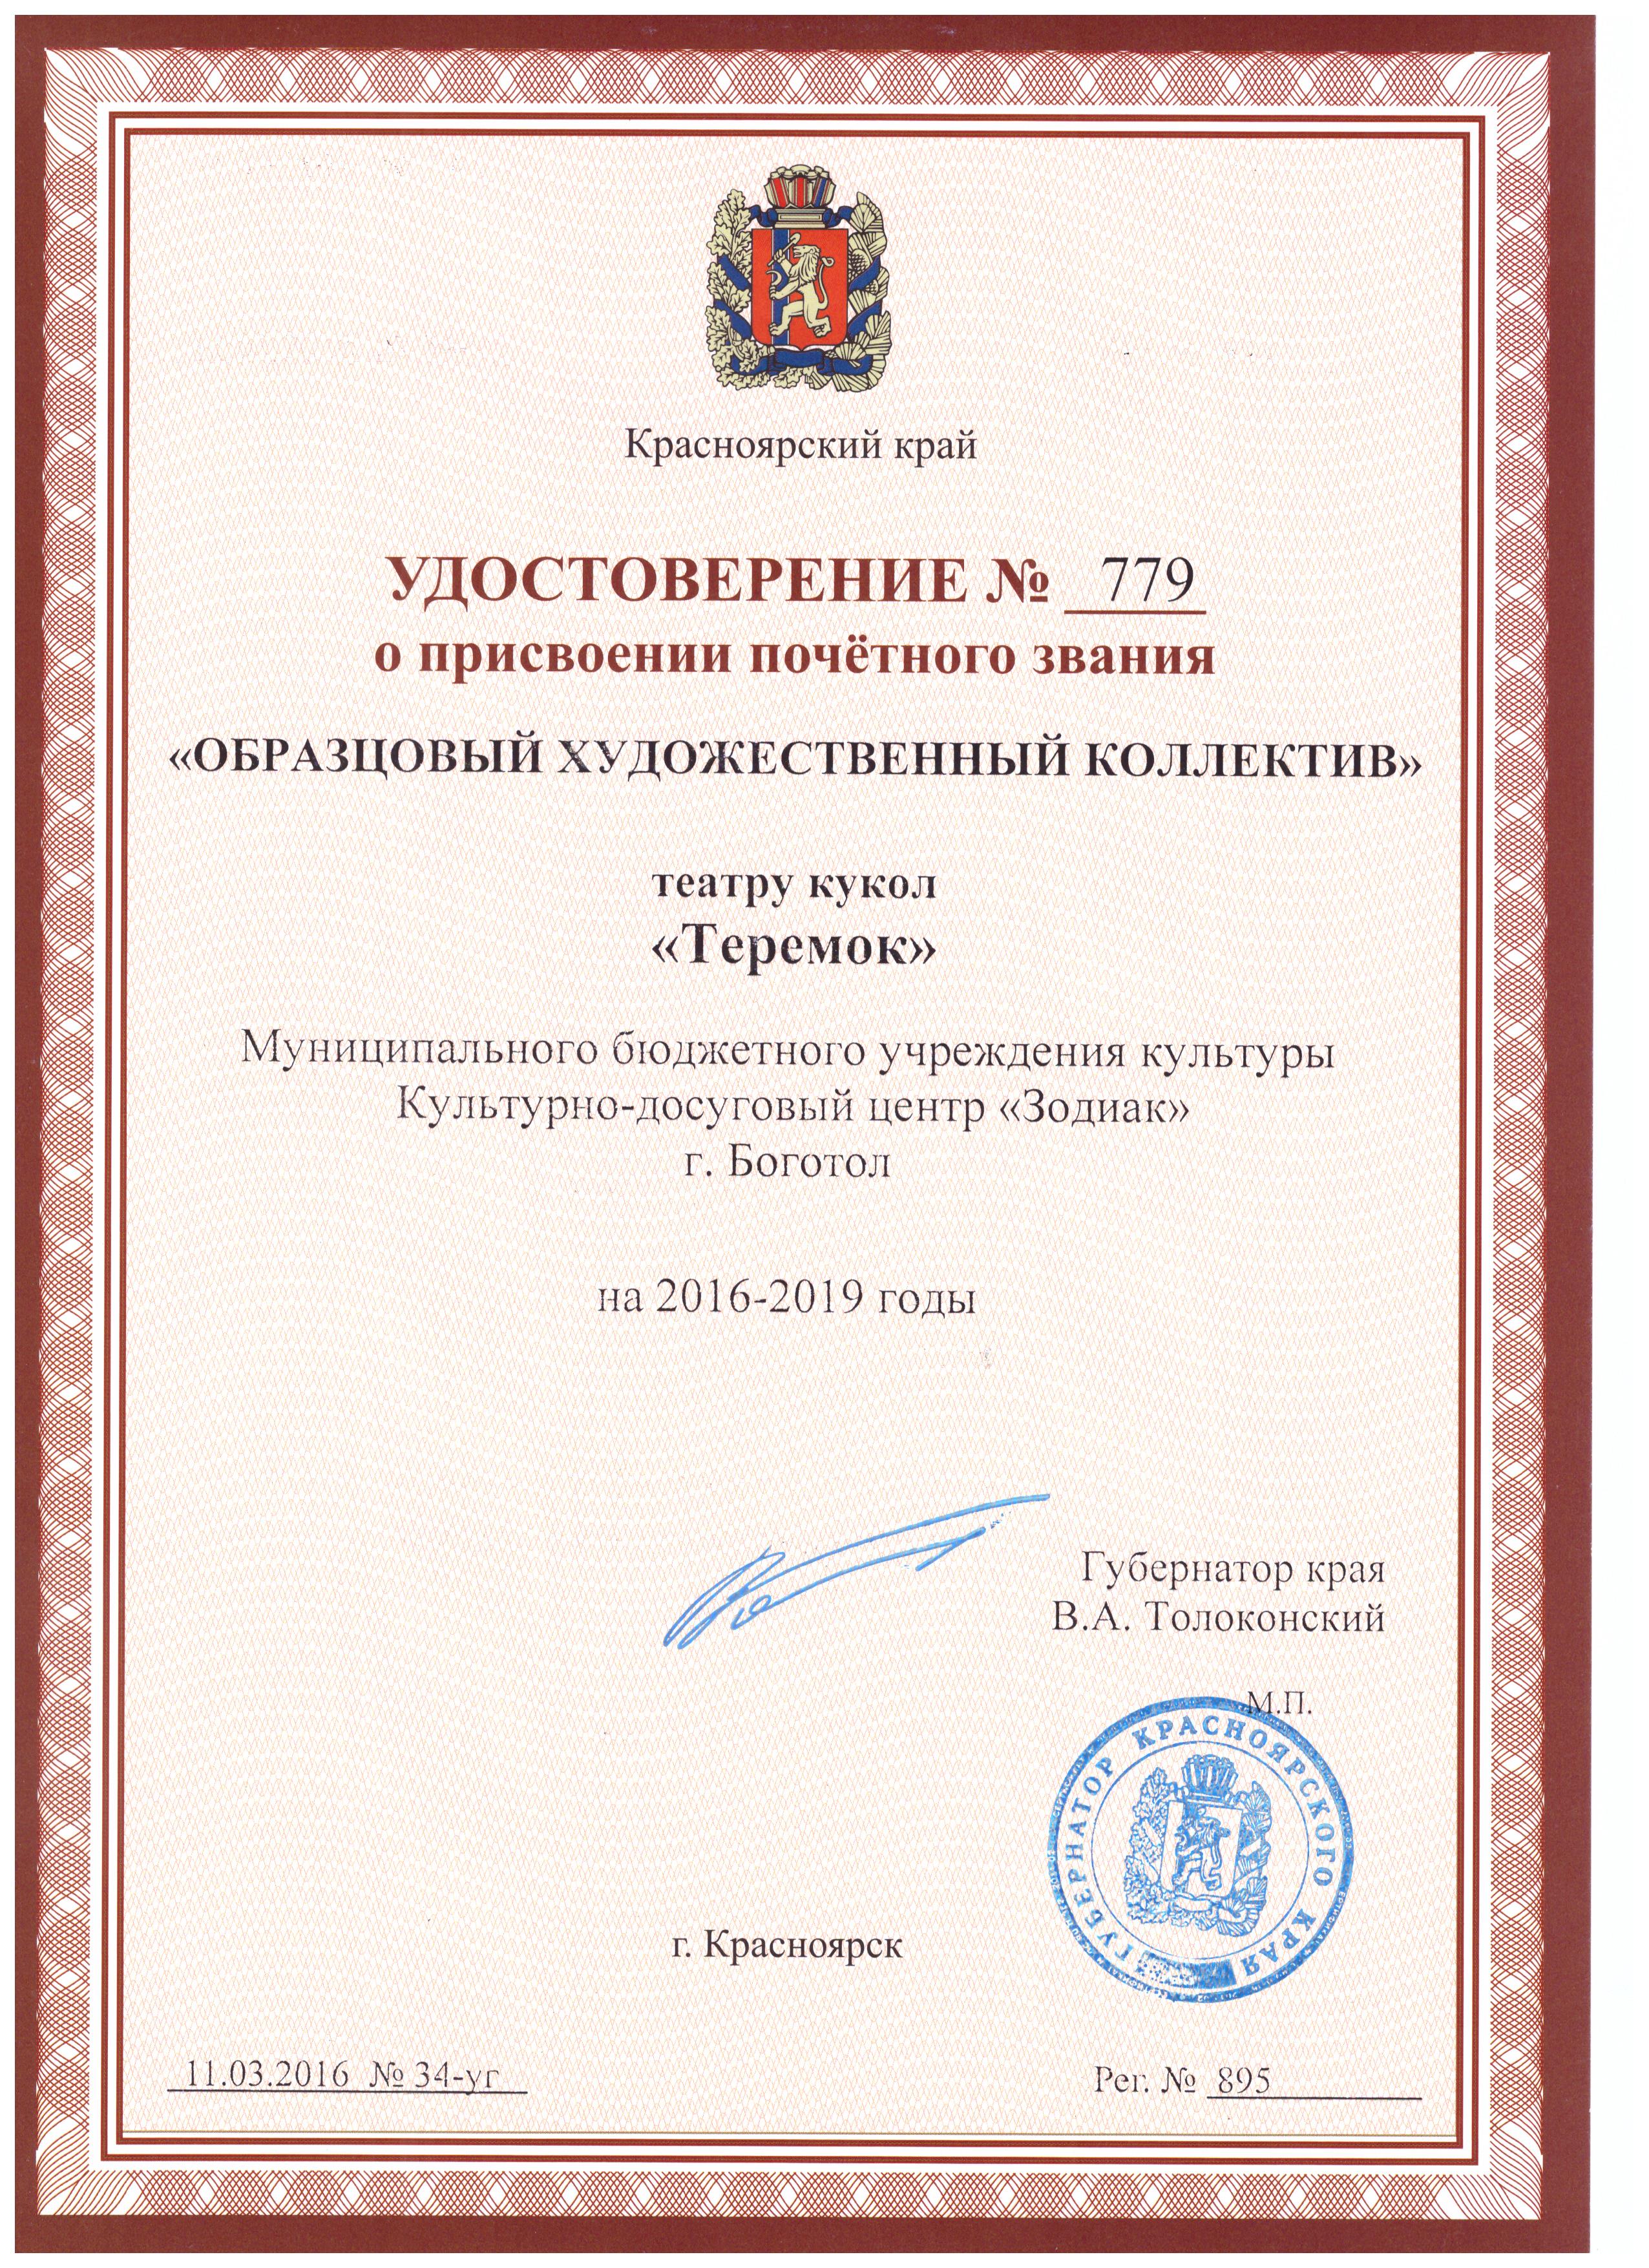 Красноярский край
УДОСТОВЕРЕНИЕ № 779
о присвоении почётного звания
«ОБРАЗЦОВЫЙ ХУДОЖЕСТВЕННЫЙ КОЛЛЕКТИВ»
театру кукол
«Теремок»
Муниципального бюджетного учреждения культуры
Культурно-досуговый центр «Зодиак»
г. Боготол
на 2016-2019 годы
Губернатор края
В.А. Толоконский
М.П.
ГУБЕРНАТОР КРАСНОЯРСКОГО КРАЯ
г. Красноярск
11.03.2016 № 34-уг
Рег. № 895